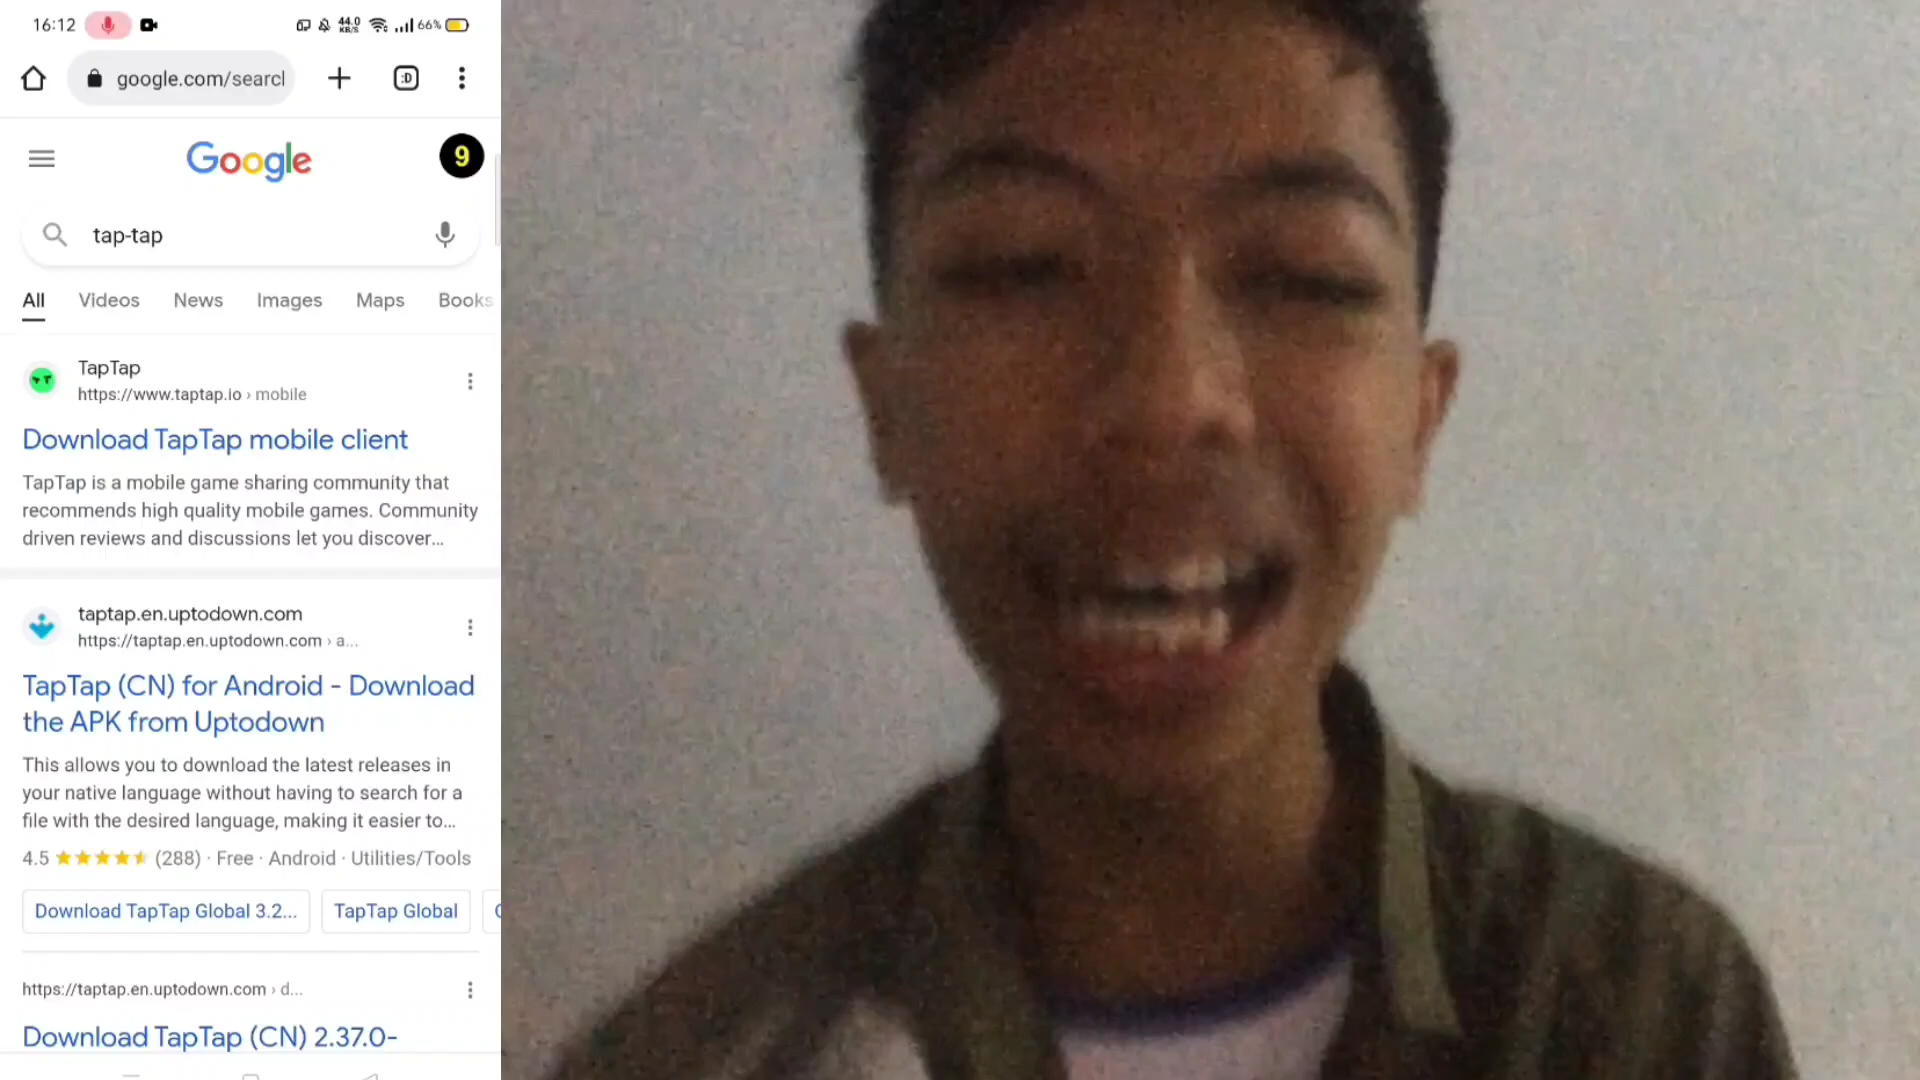 16:12
44.0
KB/S
66%
google.com/searcl
:D
Google
9
tap-tap
All
Videos
News
Images
Maps
Books
TapTap
https://www.taptap.io › mobile
Download TapTap mobile client
TapTap is a mobile game sharing community that
recommends high quality mobile games. Community
driven reviews and discussions let you discover...
taptap.en.uptodown.com
https://taptap.en.uptodown.com › a...
TapTap (CN) for Android - Download
the APK from Uptodown
This allows you to download the latest releases in
your native language without having to search for a
file with the desired language, making it easier to...
4.5 (288) · Free · Android · Utilities/Tools
Download TapTap Global 3.2...
TapTap Global
https://taptap.en.uptodown.com › d...
Download TapTap (CN) 2.37.0-